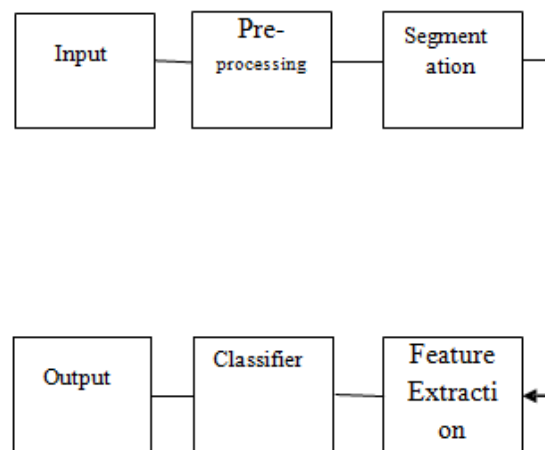 Input
Pre-
processing
Segment
ation
Output
Classifier
Feature
Extracti
on